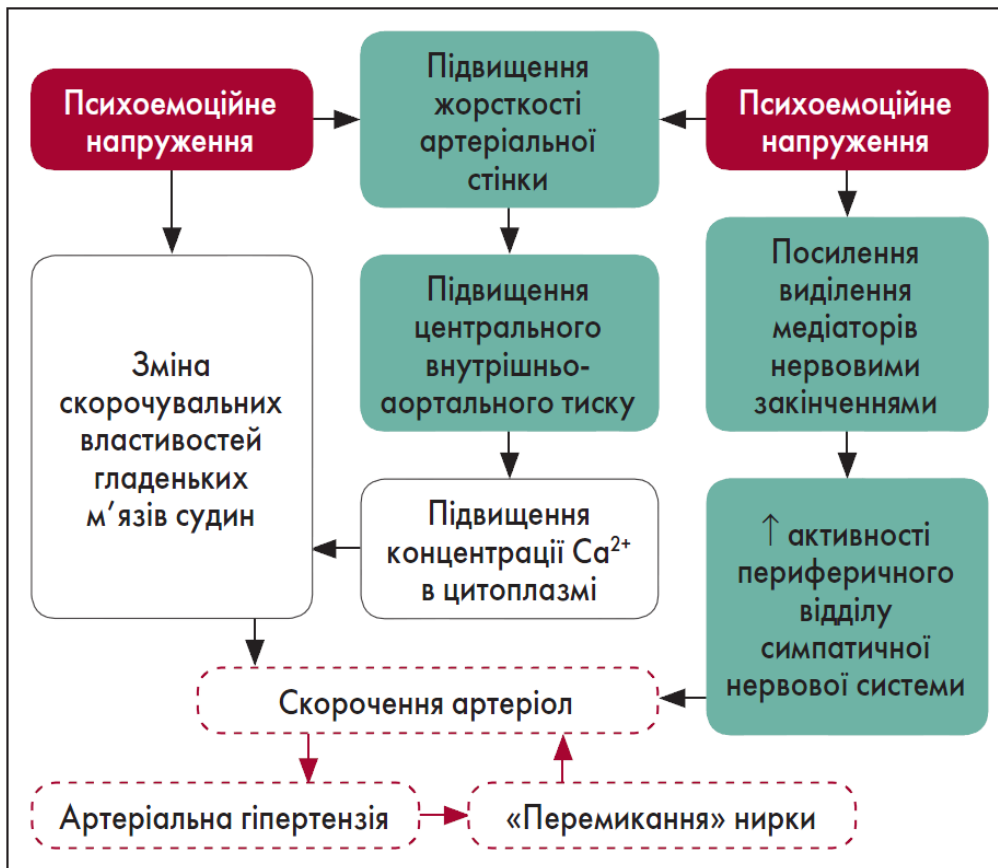 Психоемоційне
напруження
Підвищення
жорсткості
артеріальної
стінки
Психоемоційне
напруження
Зміна
скорочувальних
властивостей
гладеньких
м’язів судин
Підвищення
центрального
внутрішньо-
аортального тиску
Посилення
виділення
медіаторів
нервовими
закінченнями
Підвищення
концентрації Ca²⁺
в цитоплазмі
↑ активності
периферичного
відділу
симпатичної
нервової системи
Скорочення артеріол
Артеріальна гіпертензія
«Перемикання» нирки